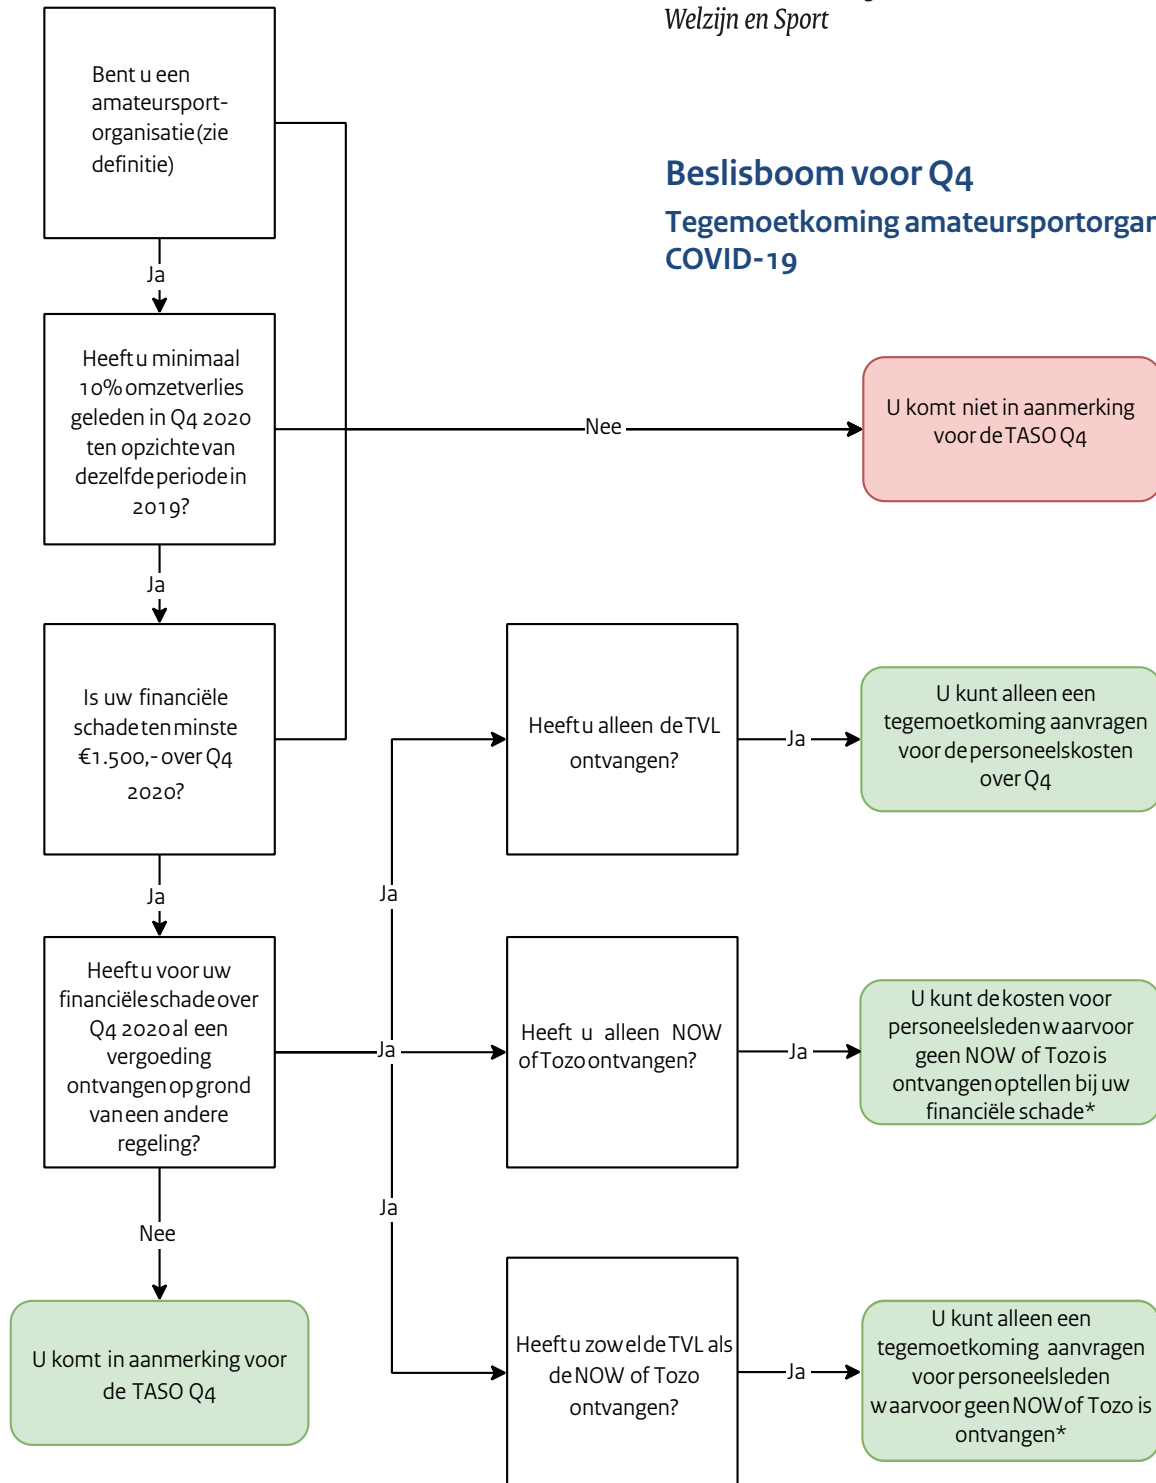 Welzijn en Sport
Bent u een
amateursport-
organisatie (zie
definitie)
Beslisboom voor Q4
Tegemoetkoming amateursportorgan
COVID-19
Ja
Heeft u minimaal
10% omzetverlies
geleden in Q4 2020
ten opzichte van
dezelfde periode in
2019?
Nee
U komt niet in aanmerking
voor de TASO Q4
Ja
Is uw financiële
schade ten minste
€1.500,- over Q4
2020?
Heeft u alleen de TVL
ontvangen?
Ja
U kunt alleen een
tegemoetkoming aanvragen
voor de personeelskosten
over Q4
Ja
Ja
Heeft u voor uw
financiële schade over
Q4 2020 al een
vergoeding
ontvangen op grond
van een andere
regeling?
Ja
Heeft u alleen NOW
of Tozo ontvangen?
Ja
U kunt de kosten voor
personeelsleden waarvoor
geen NOW of Tozo is
ontvangen optellen bij uw
financiële schade*
Ja
Nee
U komt in aanmerking voor
de TASO Q4
Heeft u zowel de TVL als
de NOW of Tozo
ontvangen?
Ja
U kunt alleen een
tegemoetkoming aanvragen
voor personeelsleden
waarvoor geen NOW of Tozo is
ontvangen*